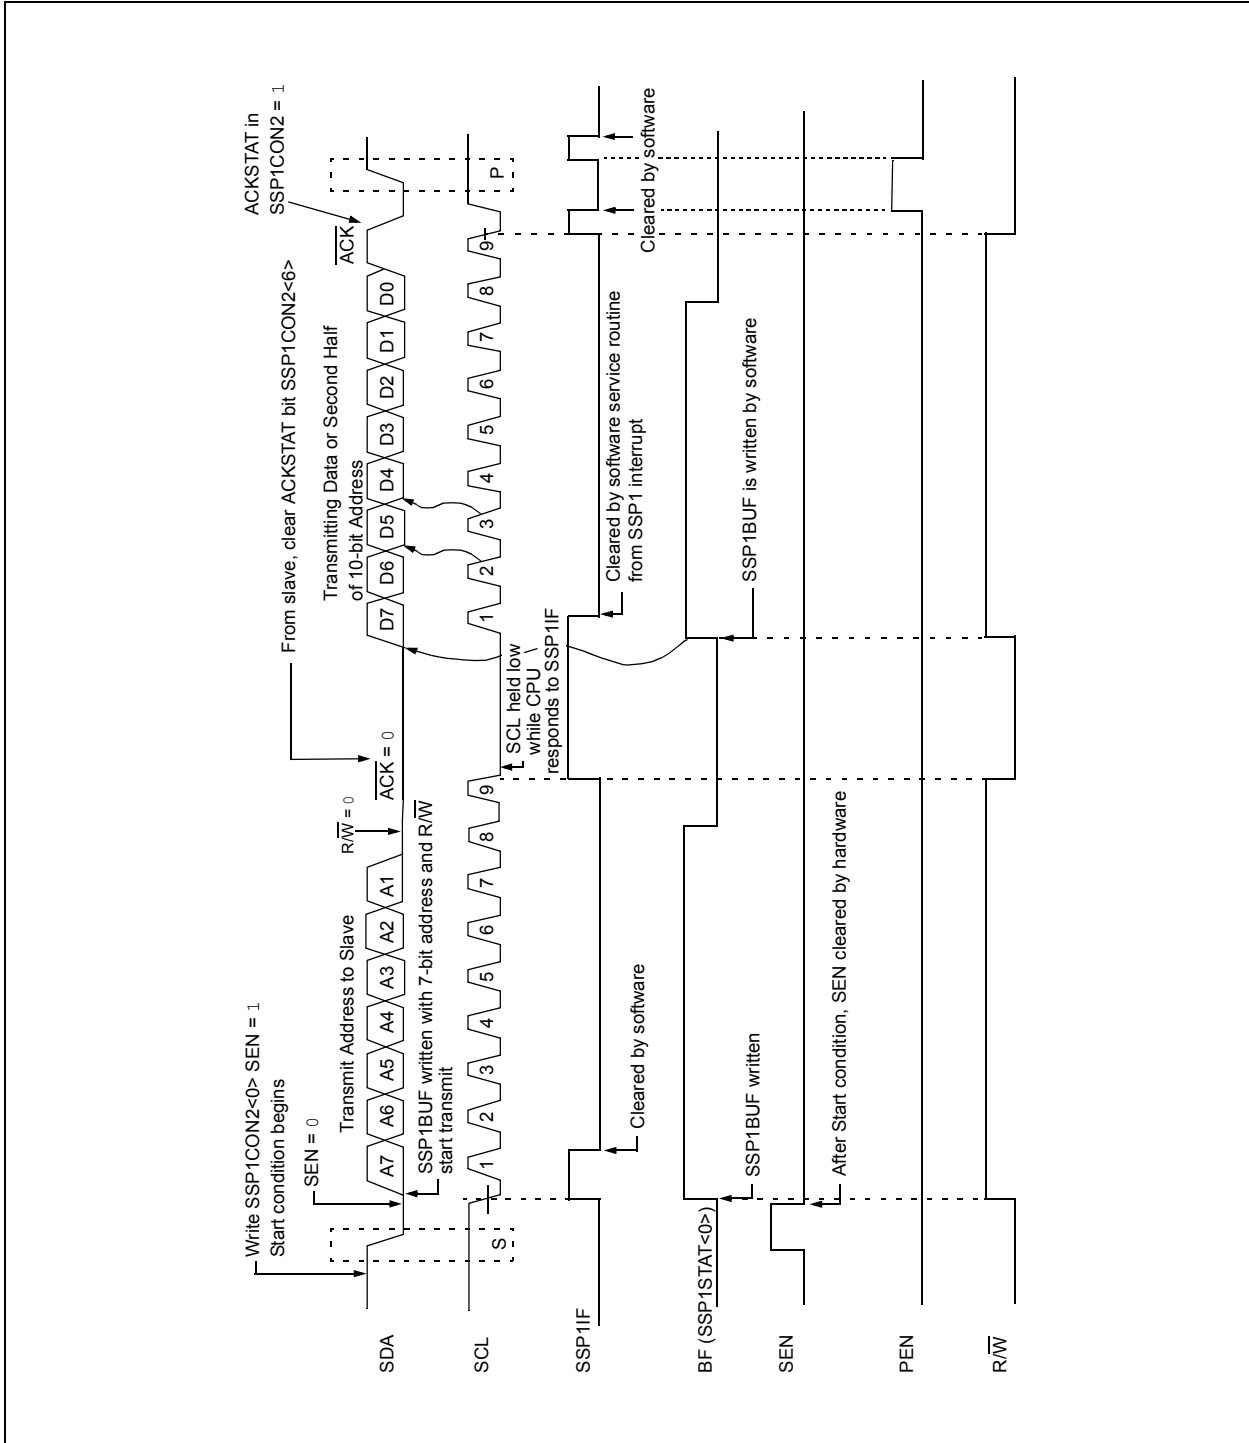 Write SSP1CON2<0> SEN = 1
Start condition begins
SEN = 0
Transmit Address to Slave
R/W = 0
From slave, clear ACKSTAT bit SSP1CON2<6>
ACK = 0
Transmitting Data or Second Half
of 10-bit Address
ACKSTAT in
SSP1CON2 = 1
ACK
SDA
A7 A6 A5 A4 A3 A2 A1
D7 D6 D5 D4 D3 D2 D1 D0
SSP1BUF written with 7-bit address and R/W
start transmit
SCL
S
1 2 3 4 5 6 7 8 9
1 2 3 4 5 6 7 8 9
P
SCL held low
while CPU
responds to SSP1IF
SSP1IF
Cleared by software
Cleared by software service routine
from SSP1 interrupt
Cleared by software
BF (SSP1STAT<0>)
SSP1BUF written
SSP1BUF is written by software
SEN
After Start condition, SEN cleared by hardware
PEN
R/W